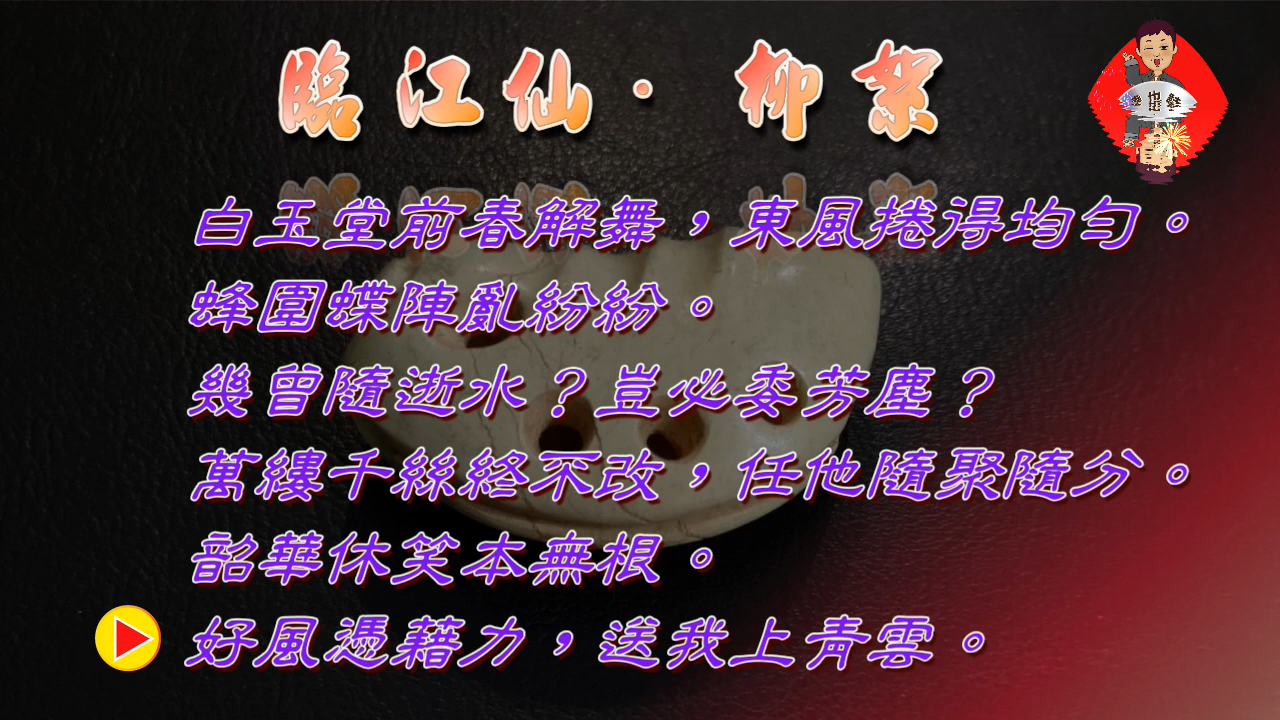 臨江仙· 柳絮
白玉堂前春解舞，東風捲得均勻。
蜂圍蝶陣亂紛紛。
幾曾隨逝水？豈必委芳塵？
萬縷千絲終不改，任他隨聚隨分。
韶華休笑本無根。
好風憑藉力，送我上青雲。